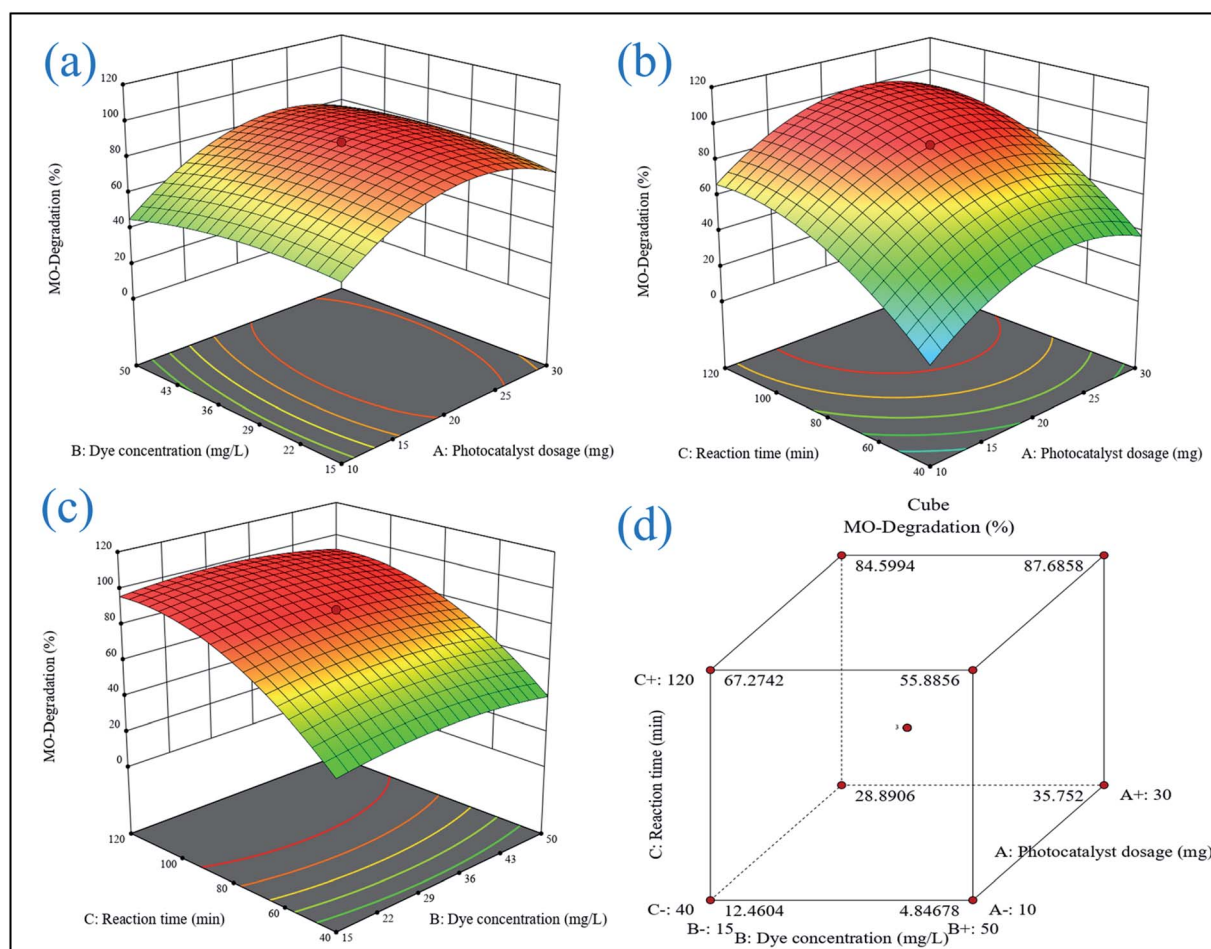 (a)
120
100
80
60
40
20
0
MO-Degradation (%)
50
43
36
29
22
15
10
15
20
25
30
B: Dye concentration (mg/L)
A: Photocatalyst dosage (mg)
(b)
120
100
80
60
40
20
0
MO-Degradation (%)
120
100
80
60
40
10
15
20
25
30
C: Reaction time (min)
A: Photocatalyst dosage (mg)
(c)
120
100
80
60
40
20
0
MO-Degradation (%)
120
100
80
60
40
15
22
29
36
43
50
C: Reaction time (min)
B: Dye concentration (mg/L)
(d)
Cube
MO-Degradation (%)
84.5994
87.6858
C+: 120
67.2742
55.8856
3
C: Reaction time (min)
28.8906
35.752
A+: 30
A: Photocatalyst dosage (mg)
C-: 40
12.4604
4.84678
A-: 10
B-: 15
B+: 50
B: Dye concentration (mg/L)